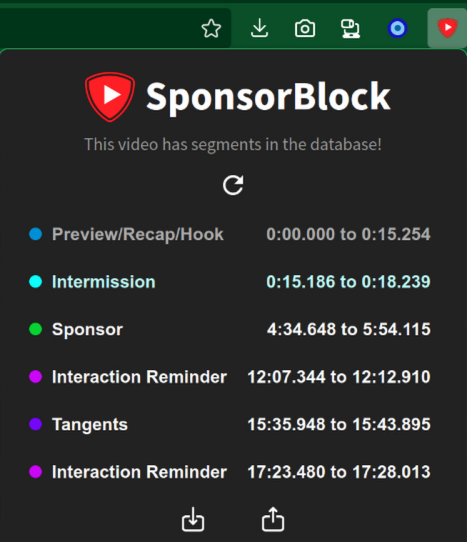 SponsorBlock
This video has segments in the database!
Preview/Recap/Hook 0:00.000 to 0:15.254
Intermission 0:15.186 to 0:18.239
Sponsor 4:34.648 to 5:54.115
Interaction Reminder 12:07.344 to 12:12.910
Tangents 15:35.948 to 15:43.895
Interaction Reminder 17:23.480 to 17:28.013